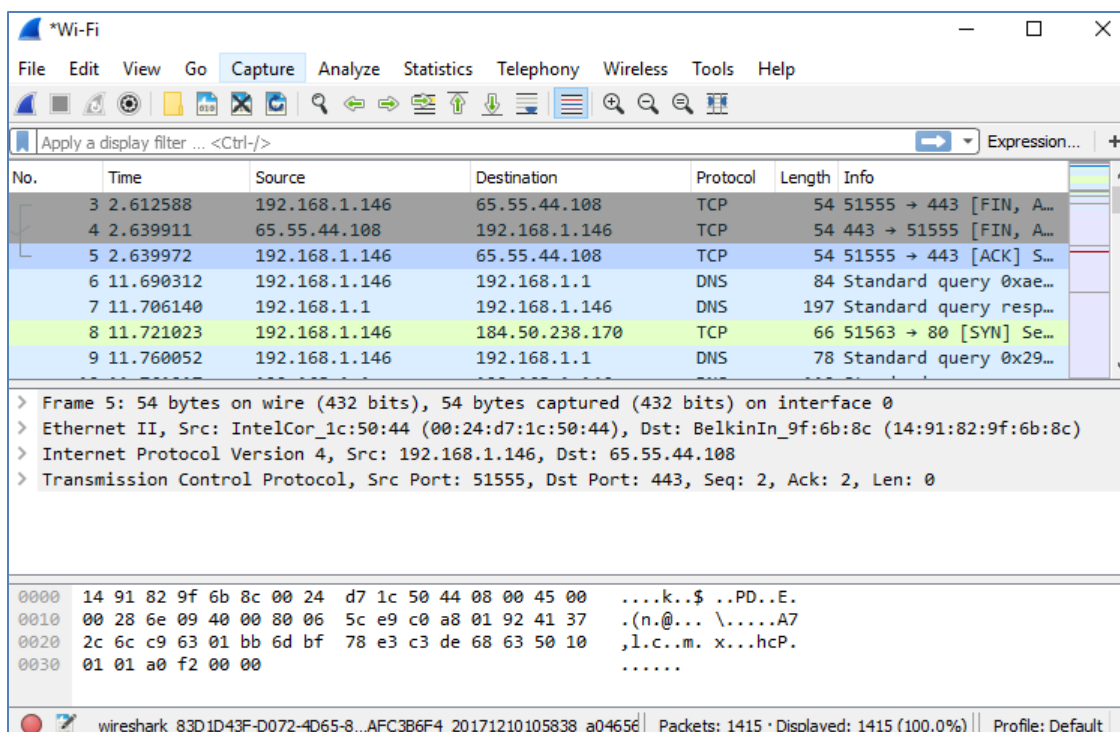 *Wi-Fi
File Edit View Go Capture Analyze Statistics Telephony Wireless Tools Help
Apply a display filter ... <Ctrl-/> Expression... +
No. Time Source Destination Protocol Length Info
3 2.612588 192.168.1.146 65.55.44.108 TCP 54 51555 → 443 [FIN, A…
4 2.639911 65.55.44.108 192.168.1.146 TCP 54 443 → 51555 [FIN, A…
5 2.639972 192.168.1.146 65.55.44.108 TCP 54 51555 → 443 [ACK] S…
6 11.690312 192.168.1.146 192.168.1.1 DNS 84 Standard query 0xae…
7 11.706140 192.168.1.1 192.168.1.146 DNS 197 Standard query resp…
8 11.721023 192.168.1.146 184.50.238.170 TCP 66 51563 → 80 [SYN] Se…
9 11.760052 192.168.1.146 192.168.1.1 DNS 78 Standard query 0x29…
> Frame 5: 54 bytes on wire (432 bits), 54 bytes captured (432 bits) on interface 0
> Ethernet II, Src: IntelCor_1c:50:44 (00:24:d7:1c:50:44), Dst: BelkinIn_9f:6b:8c (14:91:82:9f:6b:8c)
> Internet Protocol Version 4, Src: 192.168.1.146, Dst: 65.55.44.108
> Transmission Control Protocol, Src Port: 51555, Dst Port: 443, Seq: 2, Ack: 2, Len: 0
0000 14 91 82 9f 6b 8c 00 24 d7 1c 50 44 08 00 45 00 ....k..$ ..PD..E.
0010 00 28 6e 09 40 00 80 06 5c e9 c0 a8 01 92 41 37 .(n.@... \.....A7
0020 2c 6c c9 63 01 bb 6d bf 78 e3 c3 de 68 63 50 10 ,l.c..m. x...hcP.
0030 01 01 a0 f2 00 00 ......
wireshark_83D1D43F-D072-4D65-8...AFC3B6F4_20171210105838_a04656 Packets: 1415 · Displayed: 1415 (100.0%) Profile: Default